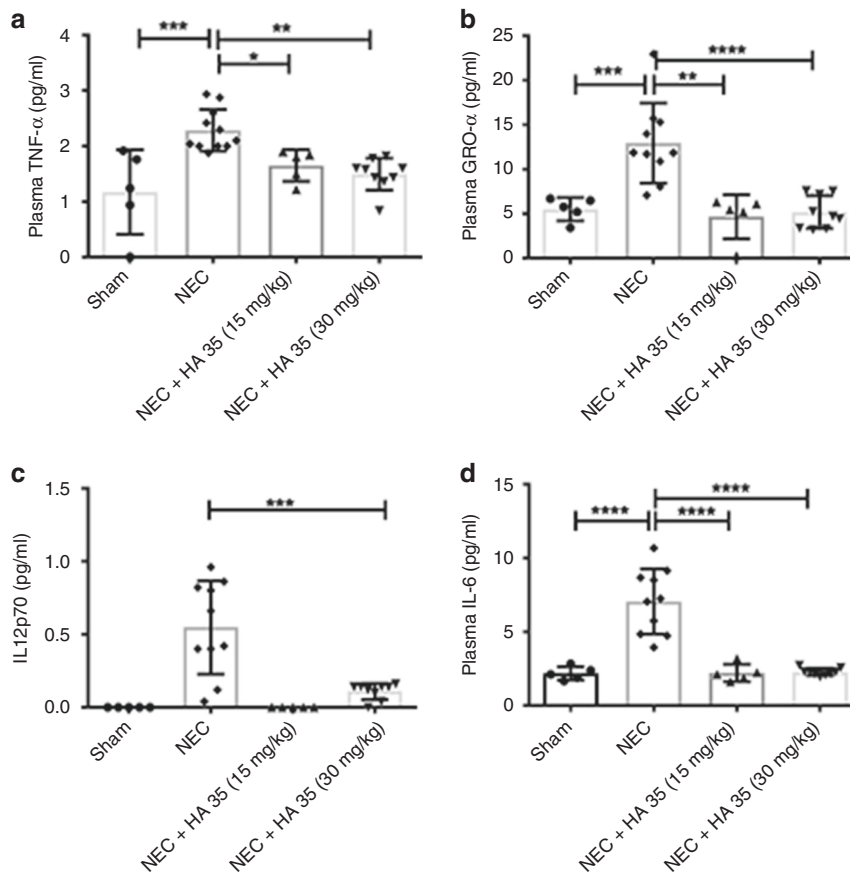 a
***
**
*
Plasma TNF-α (pg/ml)
4
3
2
1
0
Sham
NEC
NEC + HA 35 (15 mg/kg)
NEC + HA 35 (30 mg/kg)
b
****
***
**
Plasma GRO-α (pg/ml)
25
20
15
10
5
0
Sham
NEC
NEC + HA 35 (15 mg/kg)
NEC + HA 35 (30 mg/kg)
c
***
IL12p70 (pg/ml)
1.5
1.0
0.5
0.0
Sham
NEC
NEC + HA 35 (15 mg/kg)
NEC + HA 35 (30 mg/kg)
d
****
****
****
Plasma IL-6 (pg/ml)
15
10
5
0
Sham
NEC
NEC + HA 35 (15 mg/kg)
NEC + HA 35 (30 mg/kg)